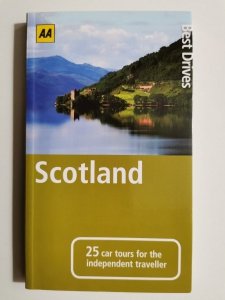 AA
Best Drives
Scotland
25 car tours for the
independent traveller